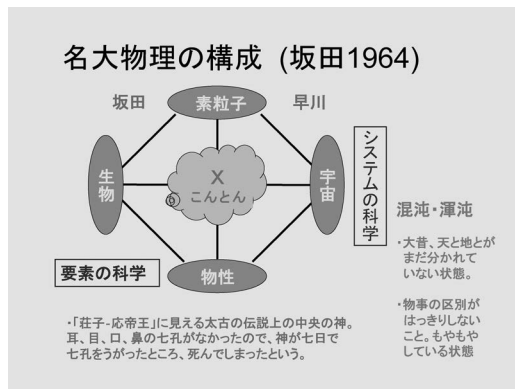 名大物理の構成 (坂田1964)
坂田
素粒子
早川
生物
X
こんとん
宇宙
システムの科学
要素の科学
物性
混沌・渾沌
・大昔、天と地とが
まだ分かれて
いない状態。
・物事の区別が
はっきりしない
こと。もやもや
している状態
・「荘子-応帝王」に見える太古の伝説上の中央の神。
耳、目、口、鼻の七孔がなかったので、神が七日で
七孔をうがったところ、死んでしまったという。